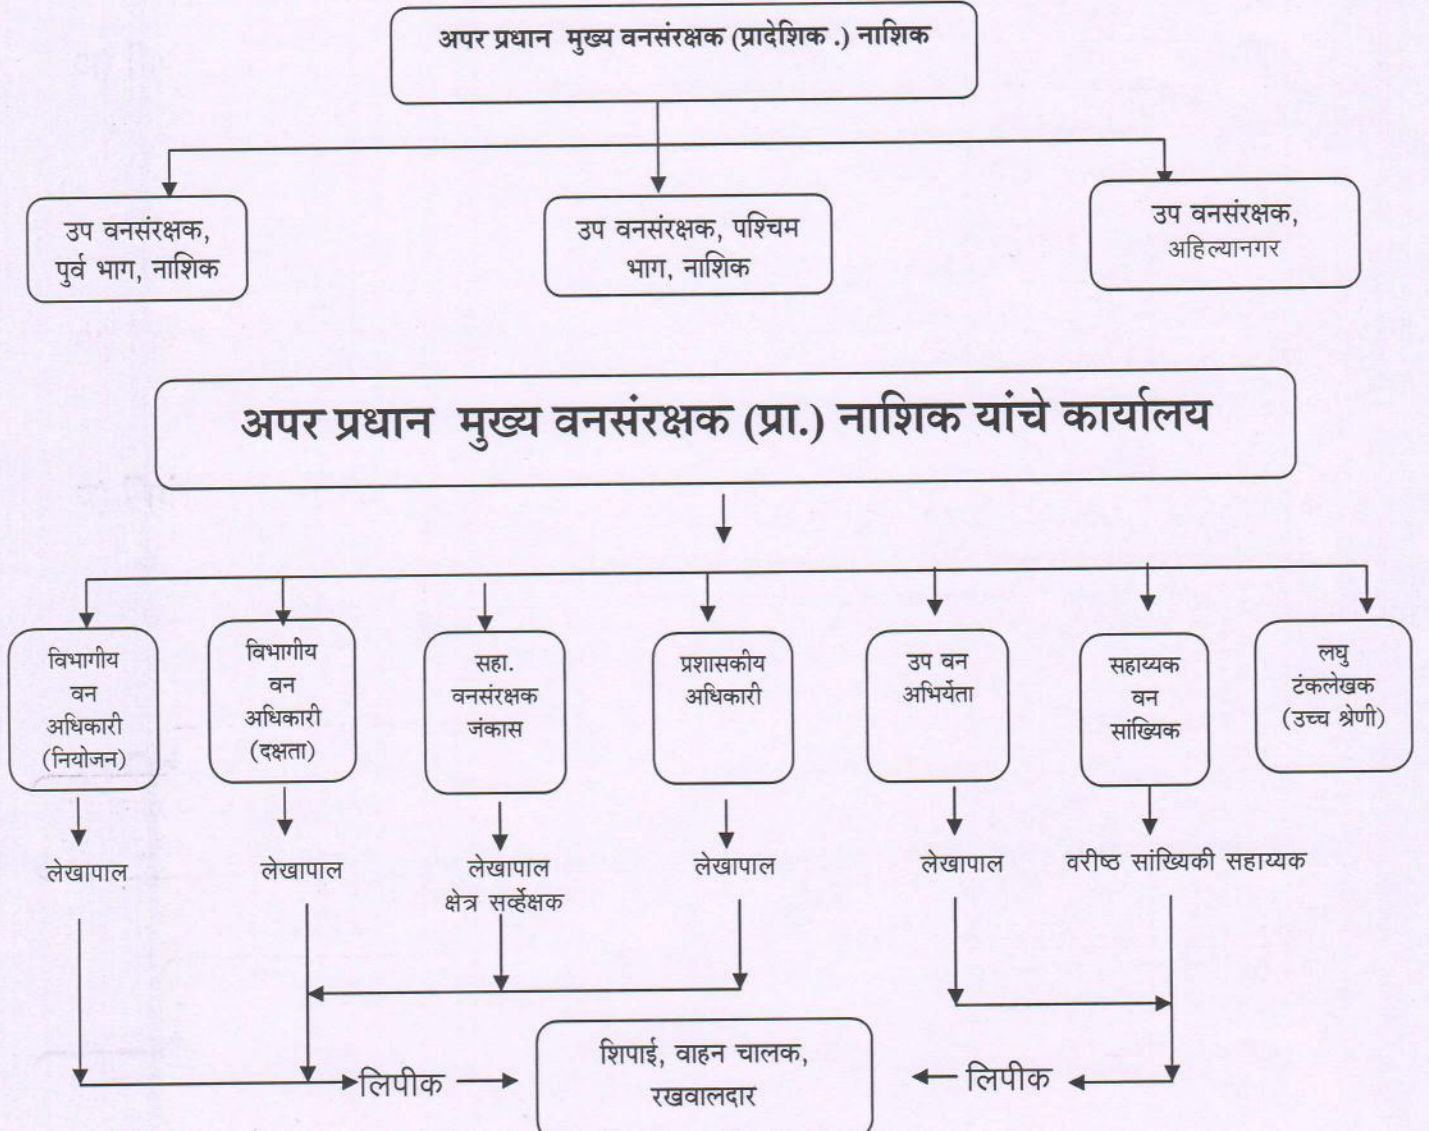 अपर प्रधान मुख्य वनसंरक्षक (प्रादेशिक .) नाशिक
उप वनसंरक्षक,
पुर्व भाग, नाशिक
उप वनसंरक्षक, पश्चिम
भाग, नाशिक
उप वनसंरक्षक,
अहिल्यानगर
अपर प्रधान मुख्य वनसंरक्षक (प्रा.) नाशिक यांचे कार्यालय
विभागीय
वन
अधिकारी
(नियोजन)
विभागीय
वन
अधिकारी
(दक्षता)
सहा.
वनसंरक्षक
जंकास
प्रशासकीय
अधिकारी
उप वन
अभियेंता
सहाय्यक
वन
सांख्यिक
लघु
टंकलेखक
(उच्च श्रेणी)
लेखापाल
लेखापाल
लेखापाल
क्षेत्र सर्व्हेक्षक
लेखापाल
लेखापाल
वरीष्ठ सांख्यिकी सहाय्यक
लिपीक
शिपाई, वाहन चालक,
रखवालदार
लिपीक